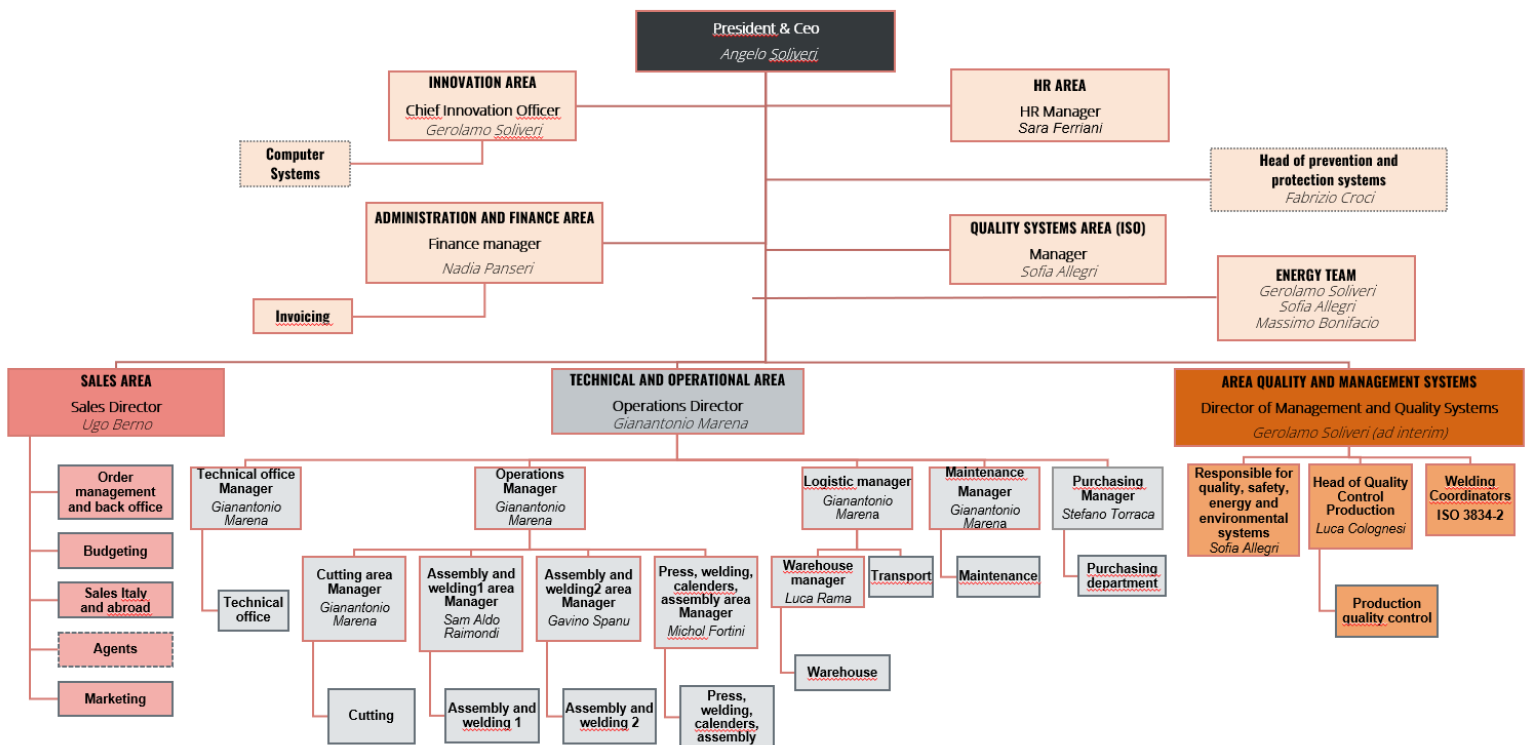 President & Ceo
Angelo Soliveri
INNOVATION AREA
Chief Innovation Officer
Gerolamo Soliveri
HR AREA
HR Manager
Sara Ferriani
Computer
Systems
Head of prevention and
protection systems
Fabrizio Croci
ADMINISTRATION AND FINANCE AREA
Finance manager
Nadia Panseri
QUALITY SYSTEMS AREA (ISO)
Manager
Sofia Allegri
ENERGY TEAM
Gerolamo Soliveri
Sofia Allegri
Massimo Bonifacio
Invoicing
SALES AREA
Sales Director
Ugo Berno
TECHNICAL AND OPERATIONAL AREA
Operations Director
Gianantonio Marena
AREA QUALITY AND MANAGEMENT SYSTEMS
Director of Management and Quality Systems
Gerolamo Soliveri (ad interim)
Order
management
and back office
Budgeting
Sales Italy
and abroad
Agents
Marketing
Technical office
Manager
Gianantonio
Marena
Technical
office
Operations
Manager
Gianantonio
Marena
Cutting area
Manager
Gianantonio
Marena
Cutting
Assembly and
welding1 area
Manager
Sam Aldo
Raimondi
Assembly and
welding 1
Assembly and
welding2 area
Manager
Gavino Spanu
Assembly and
welding 2
Press, welding,
calenders,
assembly area
Manager
Michol Fortini
Press,
welding,
calenders,
assembly
Logistic manager
Gianantonio
Marena
Warehouse
manager
Luca Rama
Warehouse
Transport
Maintenance
Manager
Gianantonio
Marena
Maintenance
Purchasing
Manager
Stefano Torraca
Purchasing
department
Responsible for
quality, safety,
energy and
environmental
systems
Sofia Allegri
Head of Quality
Control
Production
Luca Colognesi
Production
quality control
Welding
Coordinators
ISO 3834-2